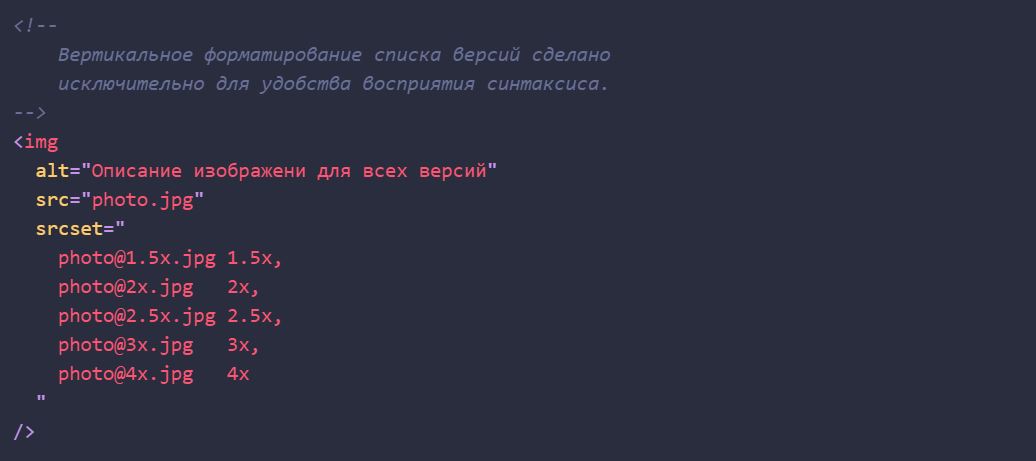 <!--
Вертикальное форматирование списка версий сделано
исключительно для удобства восприятия синтаксиса.
-->
<img
alt="Описание изображени для всех версий"
src="photo.jpg"
srcset="
photo@1.5x.jpg 1.5x,
photo@2x.jpg 2x,
photo@2.5x.jpg 2.5x,
photo@3x.jpg 3x,
photo@4x.jpg 4x
"
/>